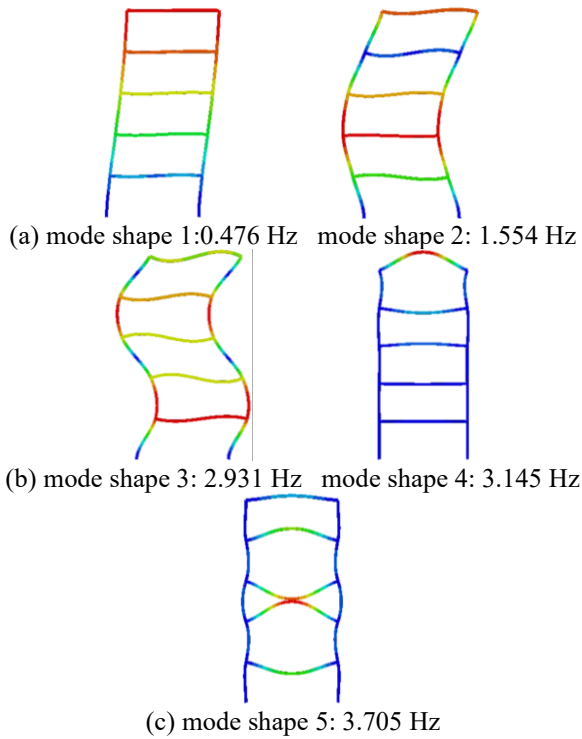 (a) mode shape 1:0.476 Hz mode shape 2: 1.554 Hz
(b) mode shape 3: 2.931 Hz mode shape 4: 3.145 Hz
(c) mode shape 5: 3.705 Hz